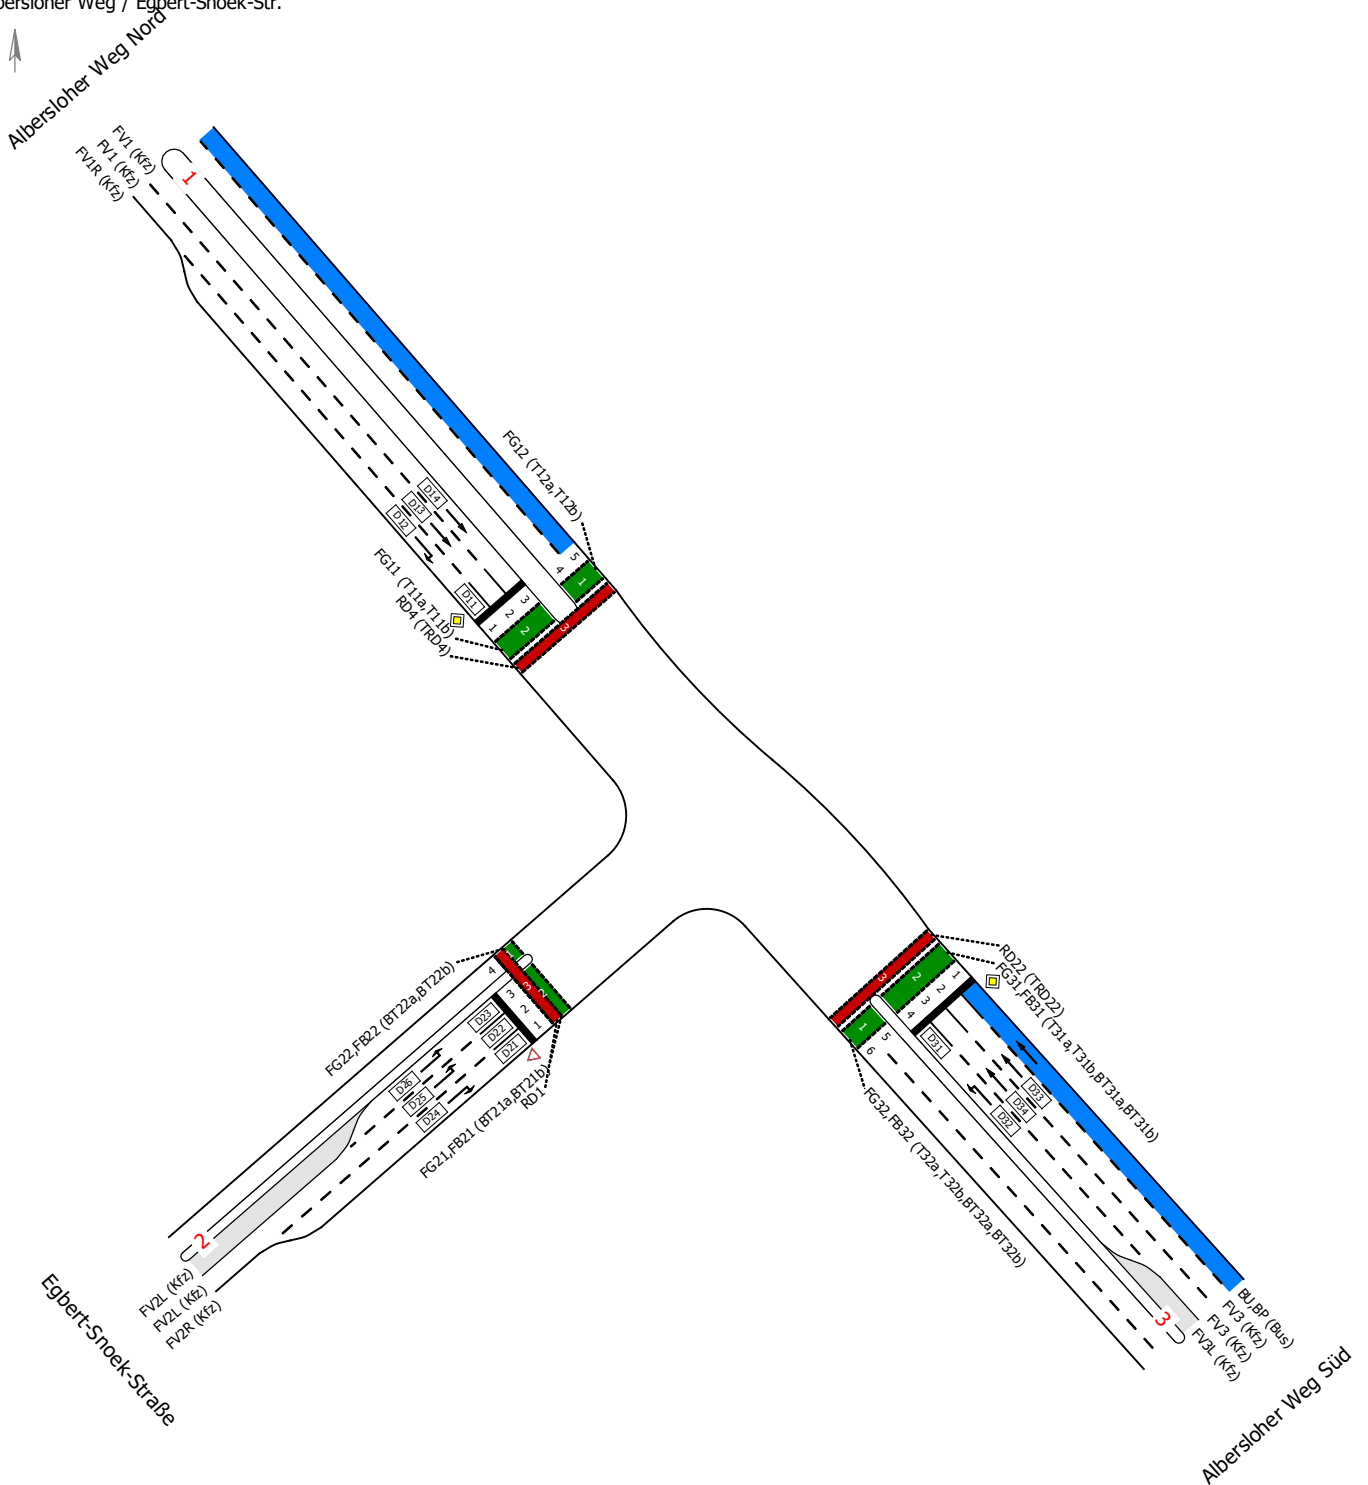 Albersloher Weg Nord
FV1 (Kfz)
FV1 (Kfz)
FV1R (Kfz)
1
FG12 (T12a,T12b)
D14
D13
D12
D11
FG11 (T11a,T11b)
RD4 (TRD4)
1
2
3
4
5
1
2
3
FG22,FB22 (BT22a,BT22b)
4
3
2
1
3
2
D23
D22
D21
D26
D25
D24
FG21,FB21 (BT21a,BT21b)
RD1
2
FV2L (Kfz)
FV2L (Kfz)
FV2R (Kfz)
Egbert-Snoek-Straße
RD22 (TRD22)
FG31,FB31 (T31a,T31b,BT31a,BT31b)
3
2
1
1
2
3
4
5
6
D31
D33
D34
D32
FG32,FB32 (T32a,T32b,BT32a,BT32b)
3
BU,BP (Bus)
FV3 (Kfz)
FV3 (Kfz)
FV3L (Kfz)
Albersloher Weg Süd